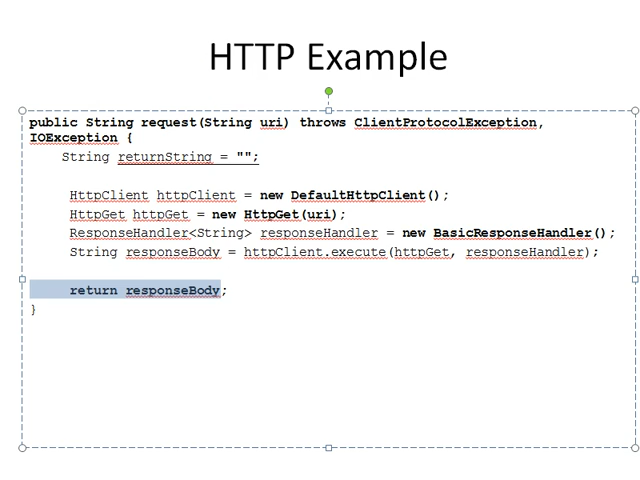 HTTP Example
public String request(String uri) throws ClientProtocolException,
IOException {
String returnString = "";
HttpClient httpClient = new DefaultHttpClient();
HttpGet httpGet = new HttpGet(uri);
ResponseHandler<String> responseHandler = new BasicResponseHandler();
String responseBody = httpClient.execute(httpGet, responseHandler);
return responseBody;
}